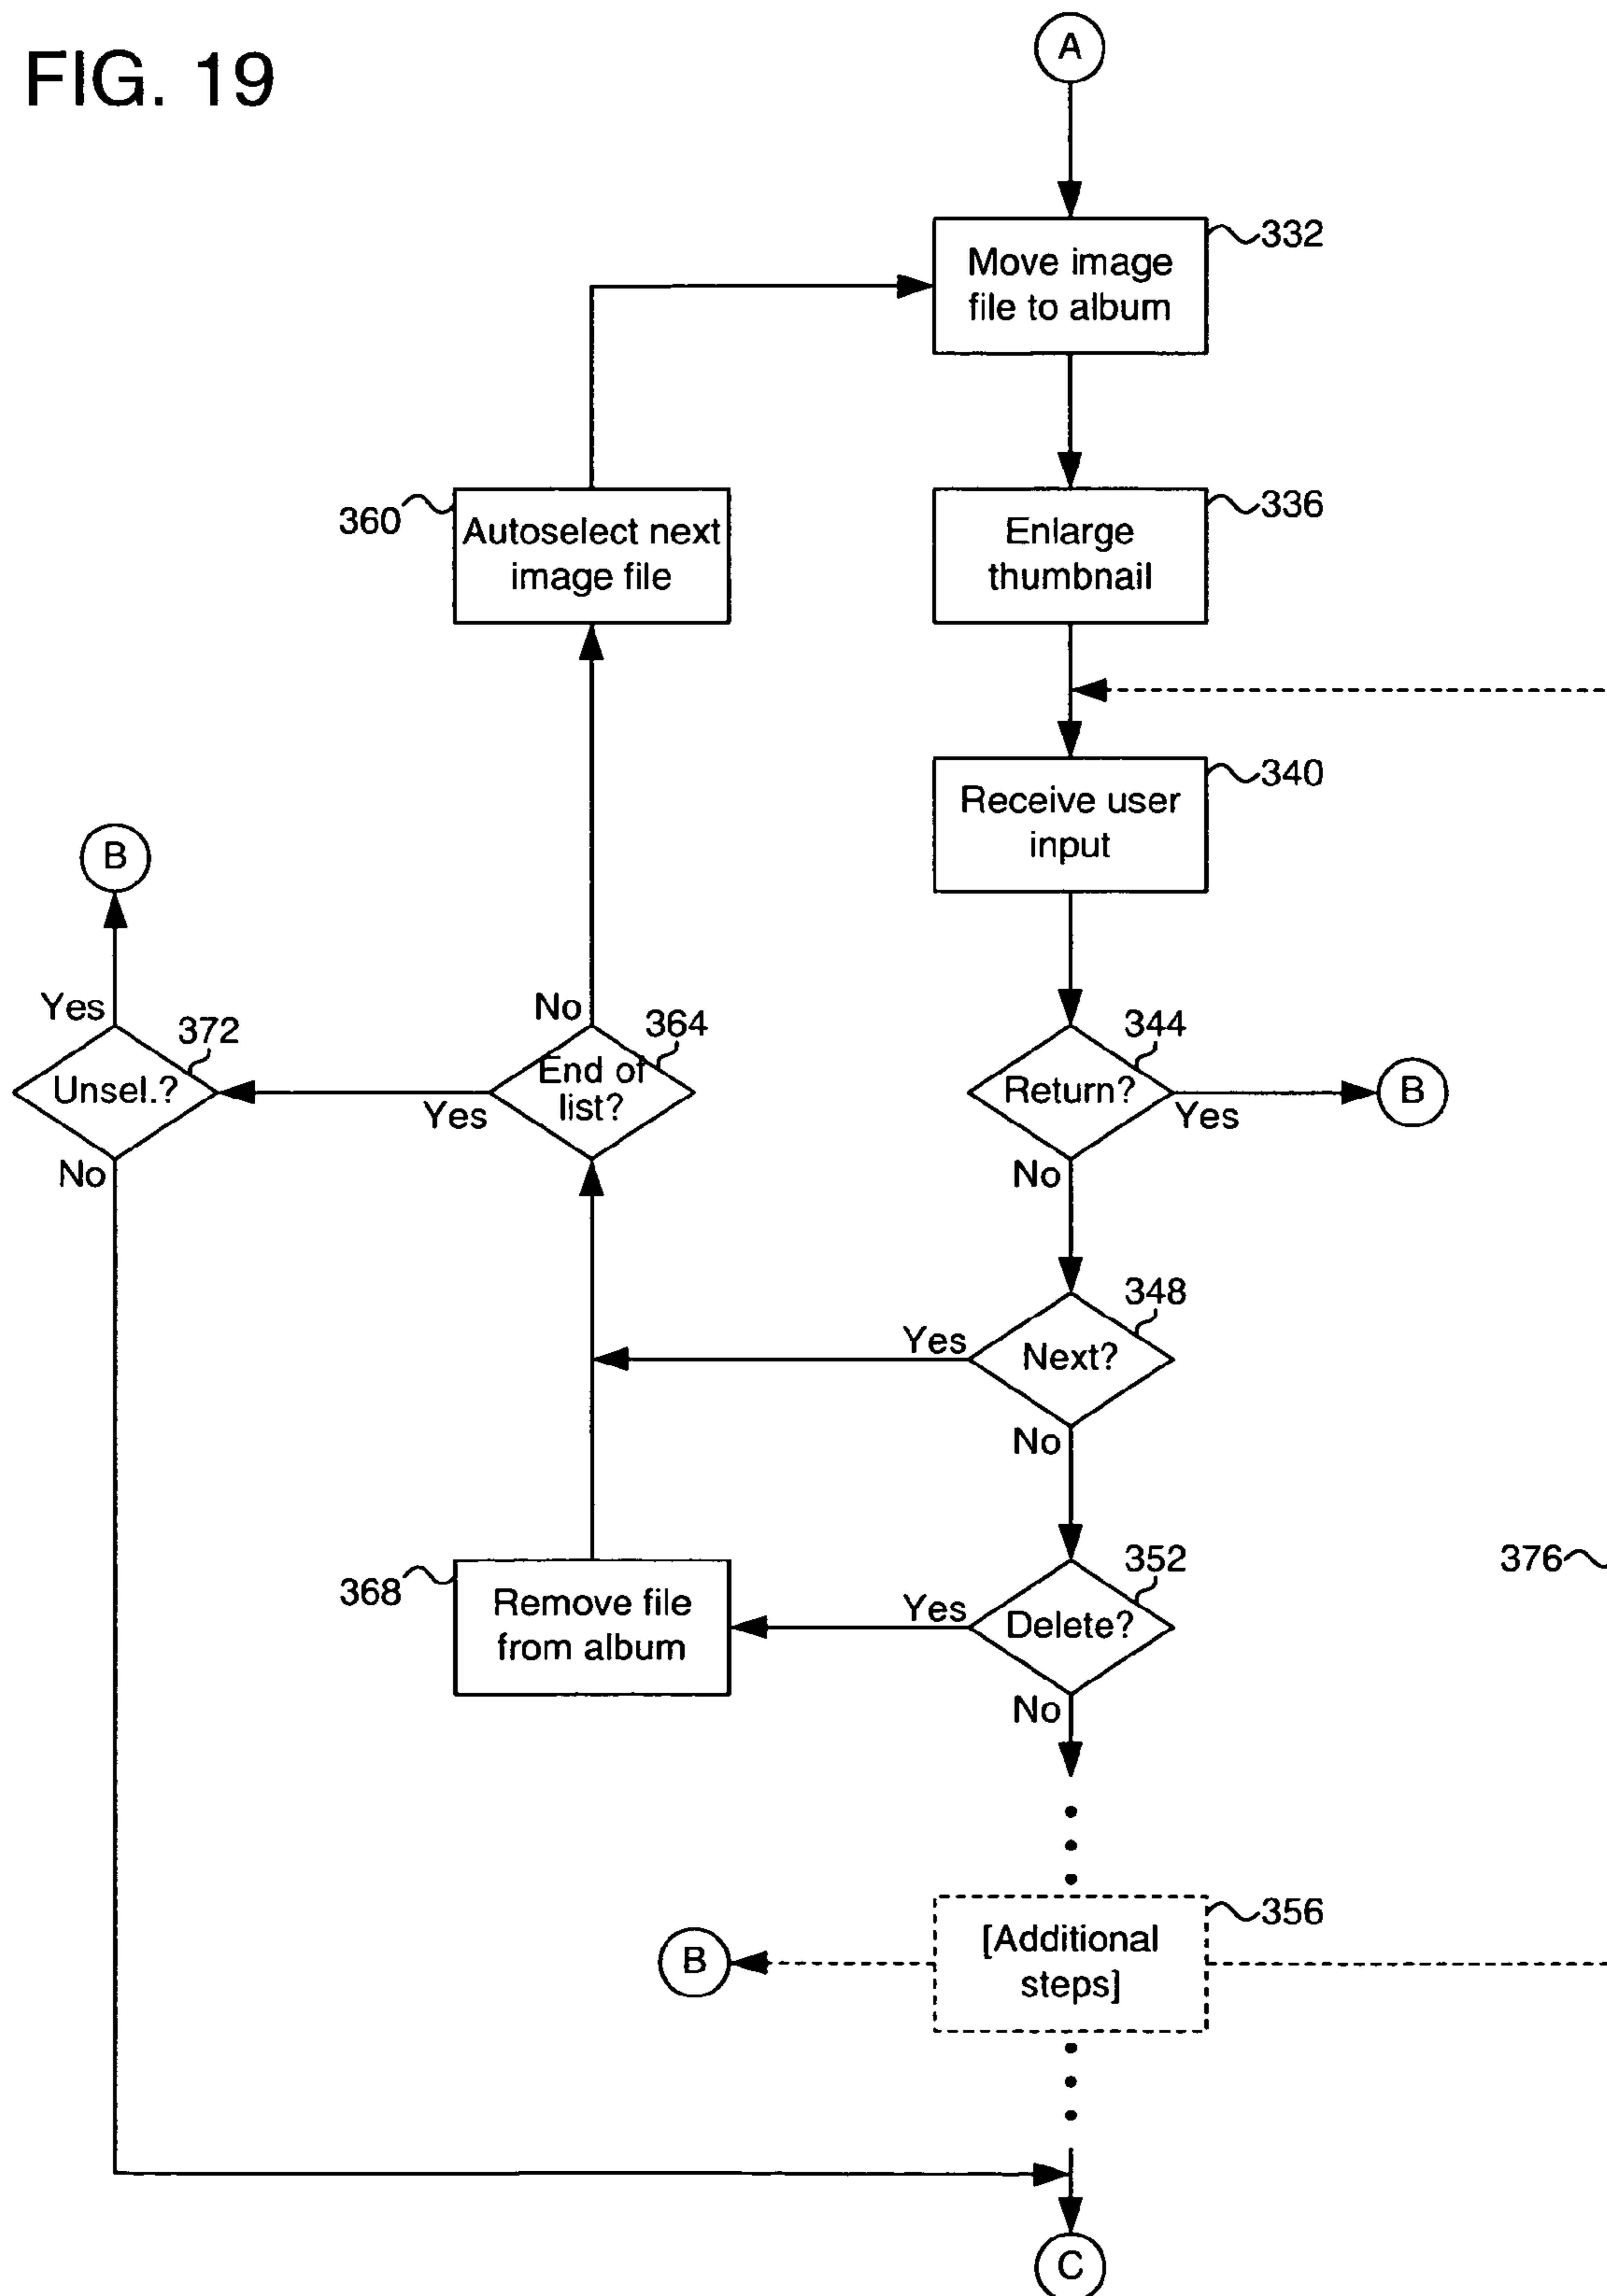 FIG. 19
A
332
Move image
file to album
360
Autoselect next
image file
336
Enlarge
thumbnail
340
Receive user
input
B
Yes
372
Unsel.?
No
No
364
End of
list?
Yes
344
Return?
Yes
B
No
348
Yes
Next?
No
368
Remove file
from album
352
Yes
Delete?
No
376
356
[Additional
steps]
B
C